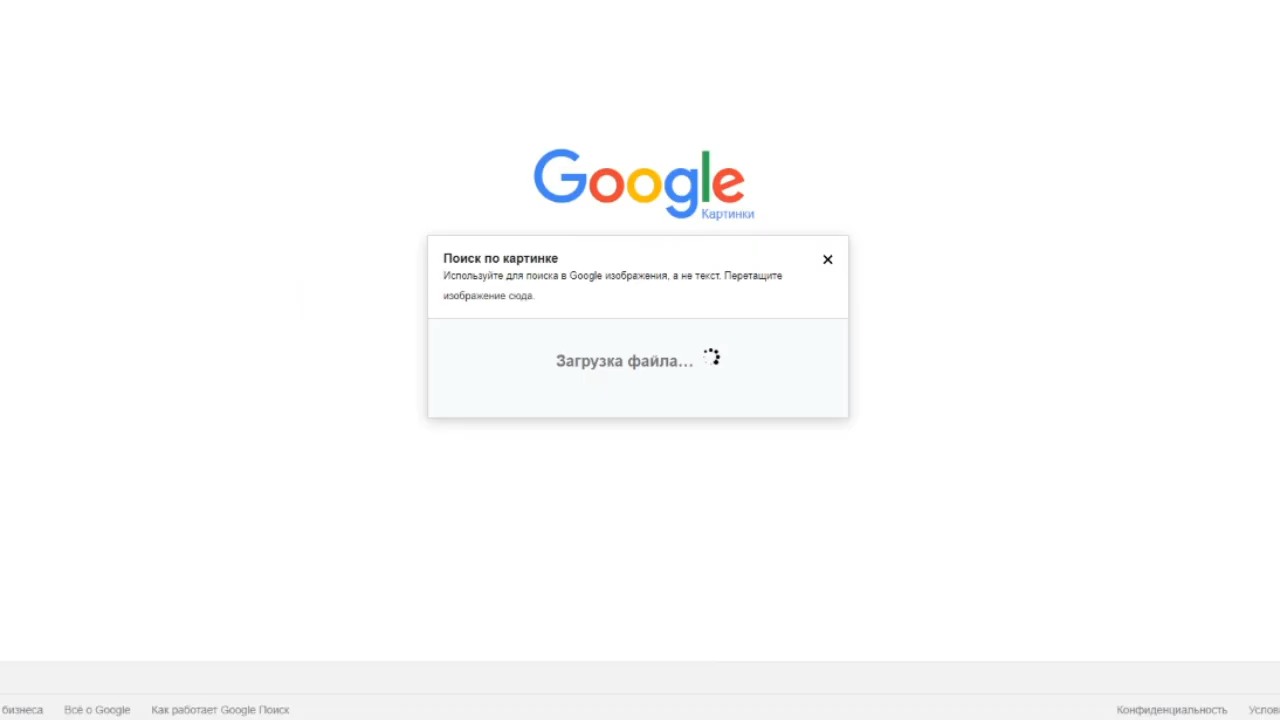 Google
Картинки
Поиск по картинке
Используйте для поиска в Google изображения, а не текст. Перетащите
изображение сюда.
Загрузка файла...
бизнеса Всё о Google Как работает Google Поиск Конфиденциальность